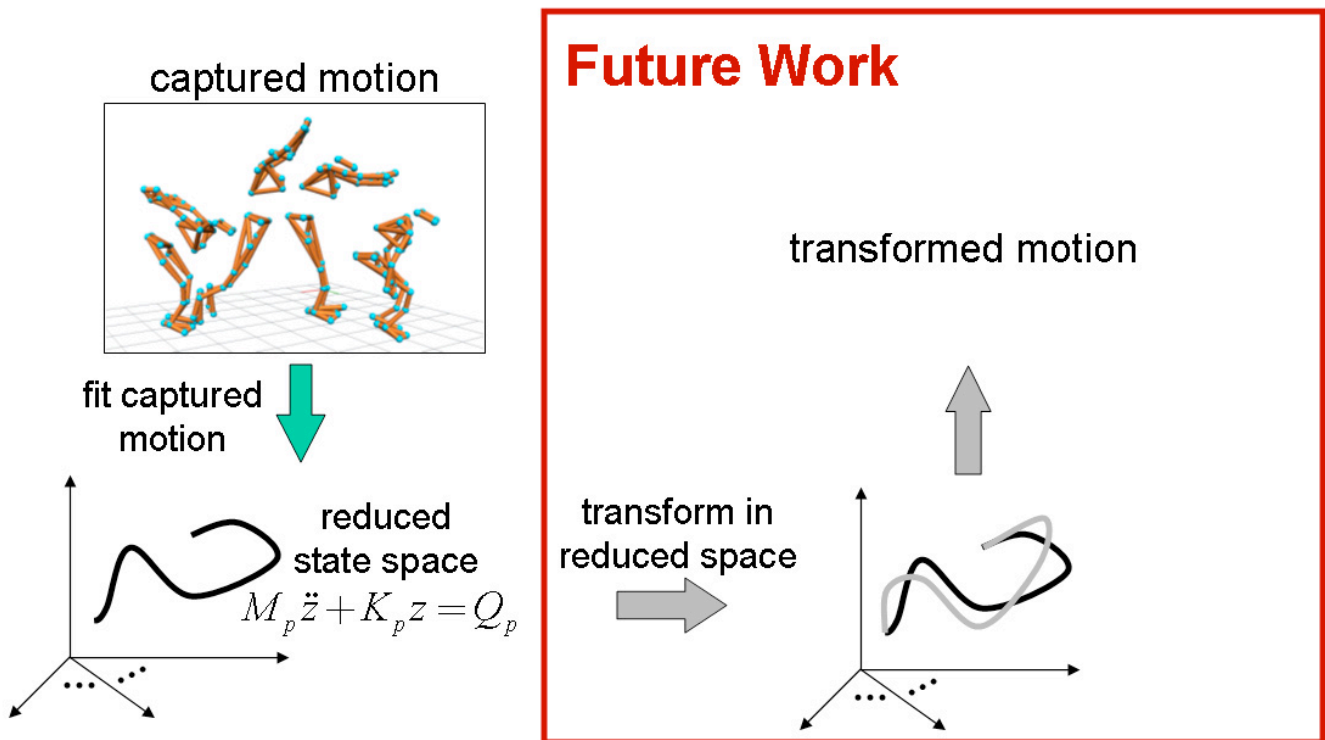 captured motion
Future Work
transformed motion
fit captured
motion
reduced
state space
M_p z̈ + K_p z = Q_p
transform in
reduced space